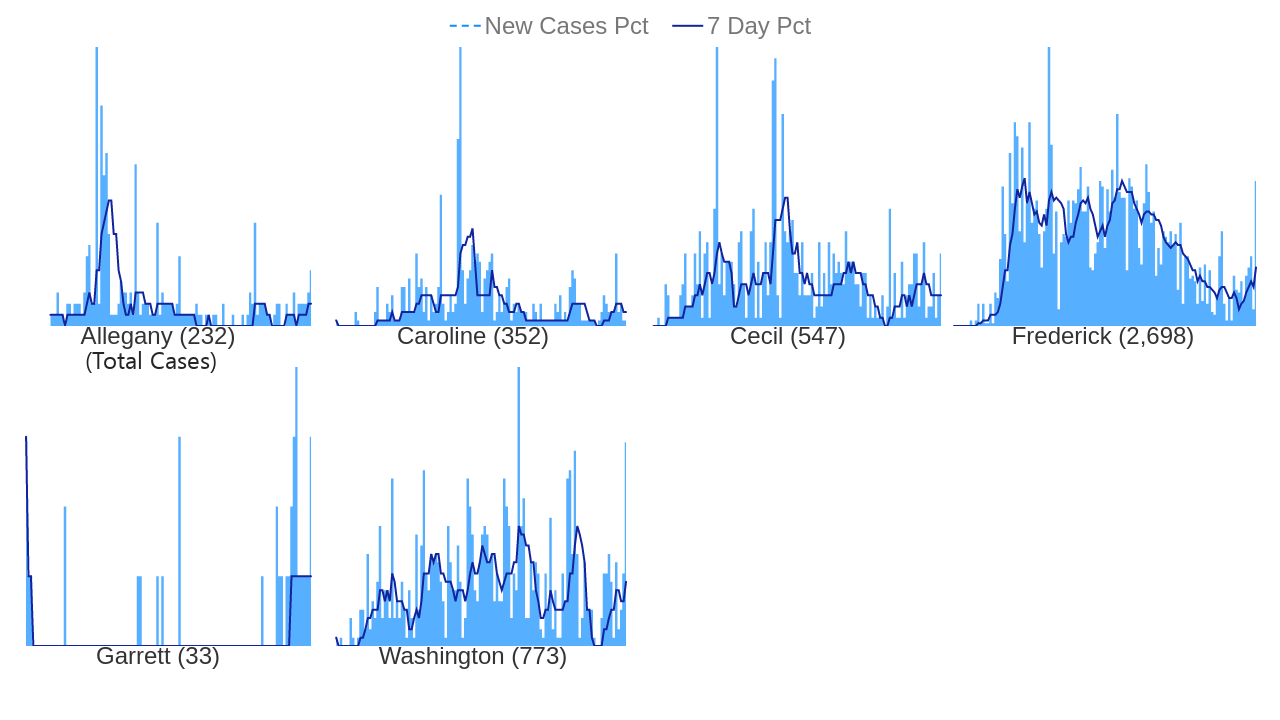 New Cases Pct 7 Day Pct
Allegany (232) Caroline (352) Cecil (547) Frederick (2,698)
(Total Cases)
Garrett (33) Washington (773)